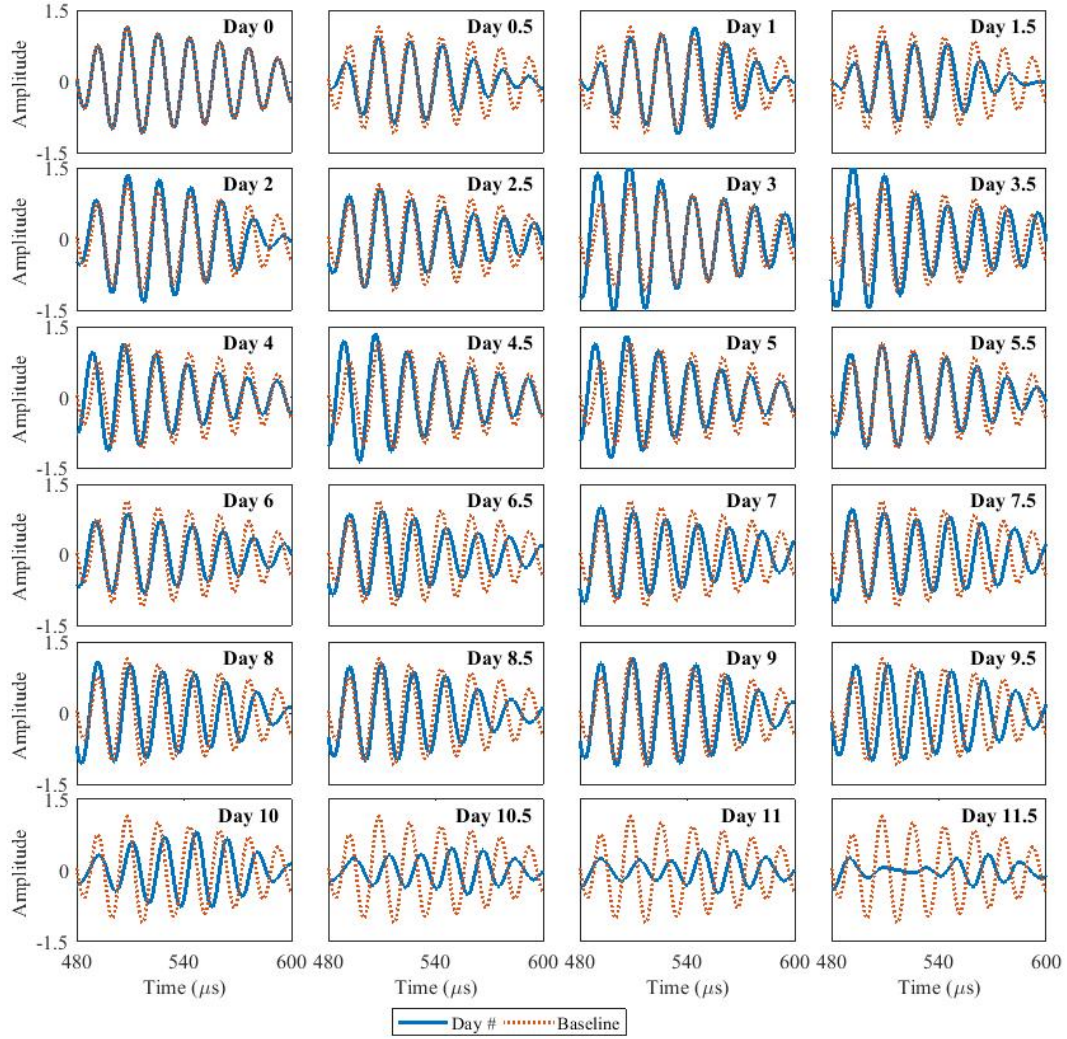 1.5
Day 0
Day 0.5
Day 1
Day 1.5
Amplitude
0
-1.5
1.5
Day 2
Day 2.5
Day 3
Day 3.5
Amplitude
0
-1.5
1.5
Day 4
Day 4.5
Day 5
Day 5.5
Amplitude
0
-1.5
1.5
Day 6
Day 6.5
Day 7
Day 7.5
Amplitude
0
-1.5
1.5
Day 8
Day 8.5
Day 9
Day 9.5
Amplitude
0
-1.5
1.5
Day 10
Day 10.5
Day 11
Day 11.5
Amplitude
0
-1.5
480 540 600 480 540 600 480 540 600 480 540 600
Time (μs) Time (μs) Time (μs) Time (μs)
Day # Baseline